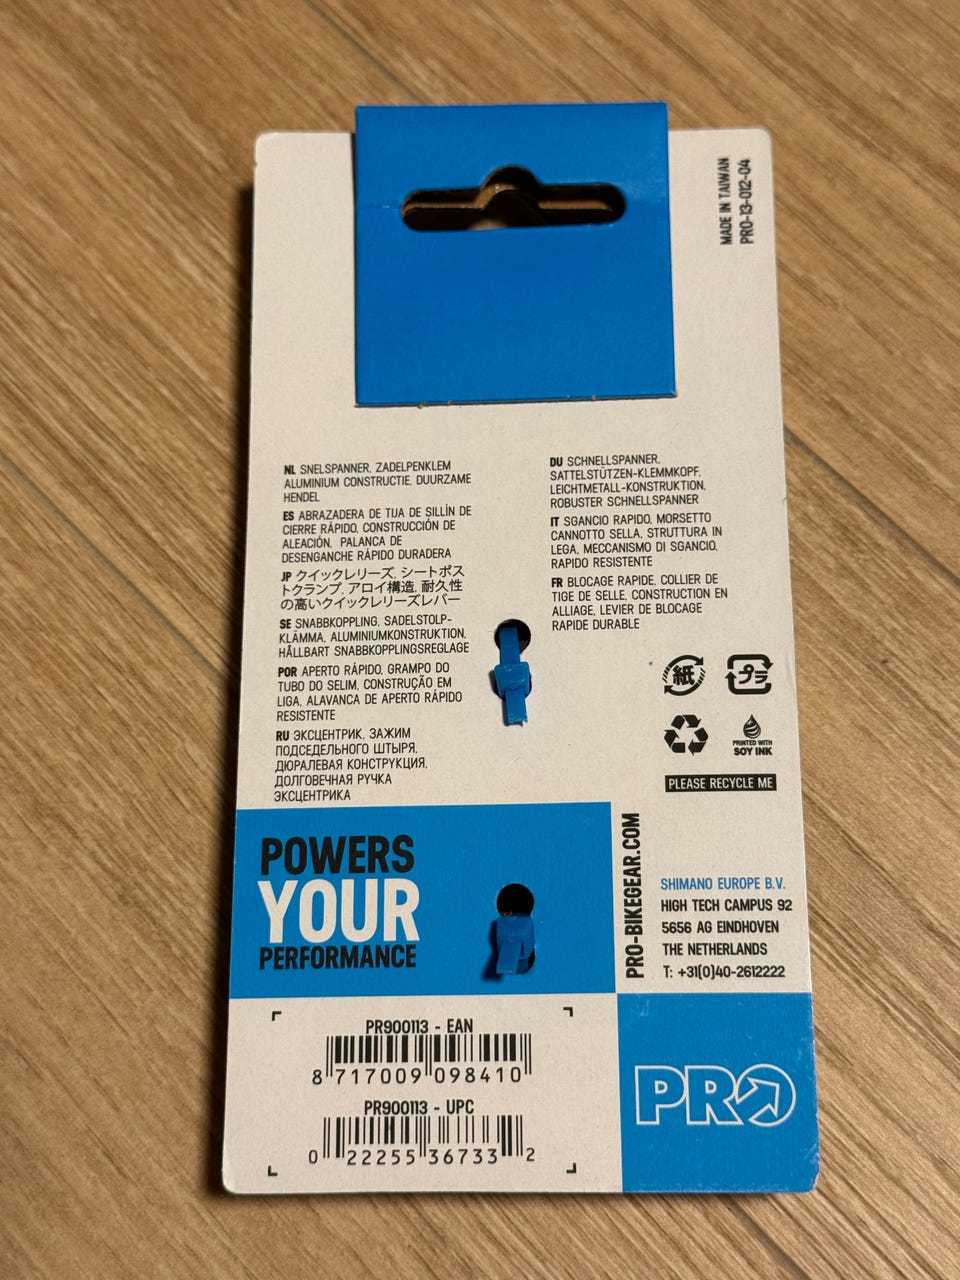 MADE IN TAIWAN
PRO-13-012-04
NL SNELSPANNER, ZADELPENKLEM
ALUMINIUM CONSTRUCTIE, DUURZAME
HENDEL
ES ABRAZADERA DE TIJA DE SILLÍN DE
CIERRE RÁPIDO, CONSTRUCCIÓN DE
ALEACIÓN, PALANCA DE
DESENGANCHE RÁPIDO DURADERA
JP クイックレリーズ, シートポス
トクランプ, アロイ構造, 耐久性
の高いクイックレリーズレバー
SE SNABBKOPPLING, SADELSTOLP-
KLÄMMA, ALUMINIUMKONSTRUKTION,
HÅLLBART SNABBKOPPLINGSREGLAGE
POR APERTO RÁPIDO, GRAMPO DO
TUBO DO SELIM, CONSTRUÇÃO EM
LIGA, ALAVANCA DE APERTO RÁPIDO
RESISTENTE
RU ЭКСЦЕНТРИК, ЗАЖИМ
ПОДСЕДЕЛЬНОГО ШТЫРЯ,
ДЮРАЛЕВАЯ КОНСТРУКЦИЯ,
ДОЛГОВЕЧНАЯ РУЧКА
ЭКСЦЕНТРИКА
DU SCHNELLSPANNER,
SATTELSTÜTZEN-KLEMMKOPF,
LEICHTMETALL-KONSTRUKTION,
ROBUSTER SCHNELLSPANNER
IT SGANCIO RAPIDO, MORSETTO
CANNOTTO SELLA, STRUTTURA IN
LEGA, MECCANISMO DI SGANCIO,
RAPIDO RESISTENTE
FR BLOCAGE RAPIDE, COLLIER DE
TIGE DE SELLE, CONSTRUCTION EN
ALLIAGE, LEVIER DE BLOCAGE
RAPIDE DURABLE
紙
プラ
PRINTED WITH
SOY INK
PLEASE RECYCLE ME
POWERS
YOUR
PERFORMANCE
PRO-BIKEGEAR.COM
SHIMANO EUROPE B.V.
HIGH TECH CAMPUS 92
5656 AG EINDHOVEN
THE NETHERLANDS
T: +31(0)40-2612222
PR900113 - EAN
8 717009 098410
PR900113 - UPC
0 22255 36733 2
PRO